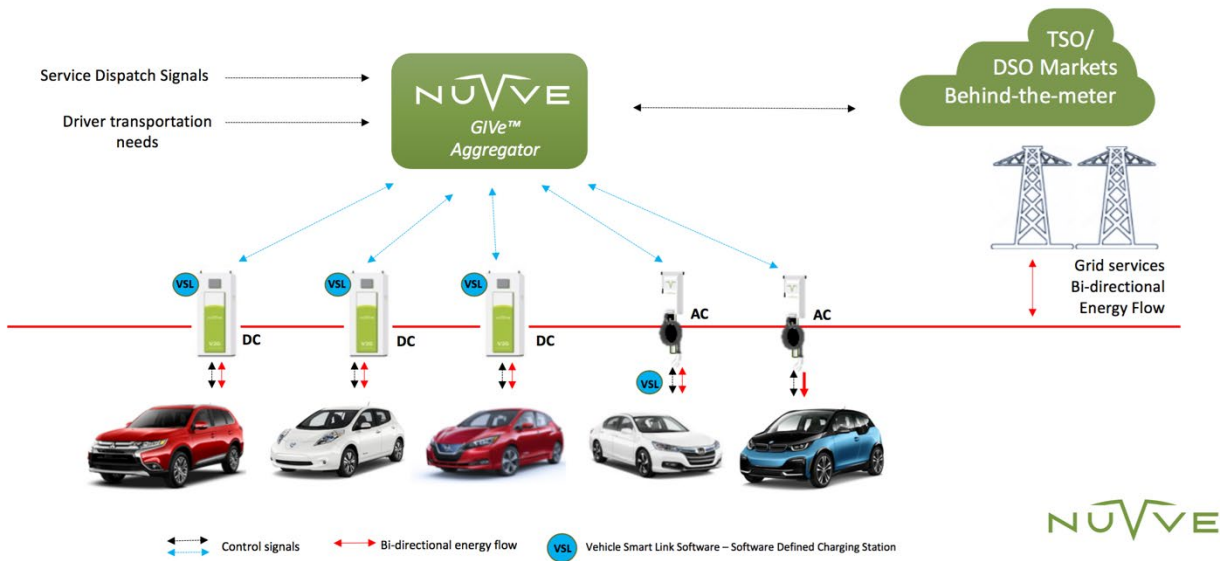 Service Dispatch Signals
Driver transportation
needs
NUVVE
GIVe™
Aggregator
TSO/
DSO Markets
Behind-the-meter
Grid services
Bi-directional
Energy Flow
VSL
DC
VSL
DC
VSL
DC
AC
VSL
AC
Control signals
Bi-directional energy flow
VSL
Vehicle Smart Link Software – Software Defined Charging Station
NUVVE